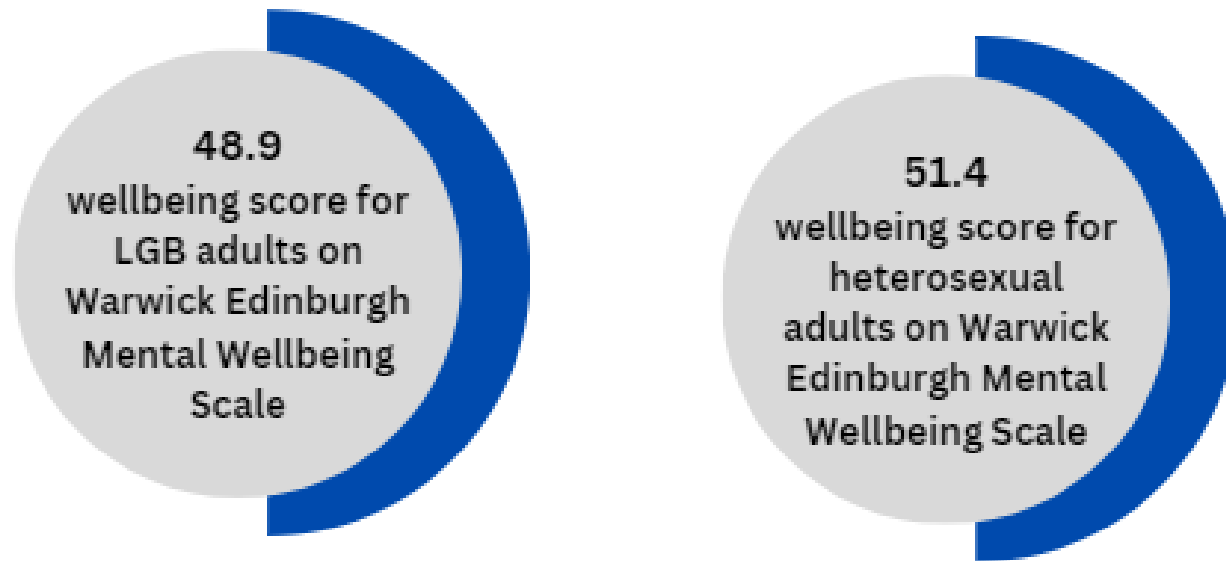 48.9
wellbeing score for
LGB adults on
Warwick Edinburgh
Mental Wellbeing
Scale
51.4
wellbeing score for
heterosexual
adults on Warwick
Edinburgh Mental
Wellbeing Scale